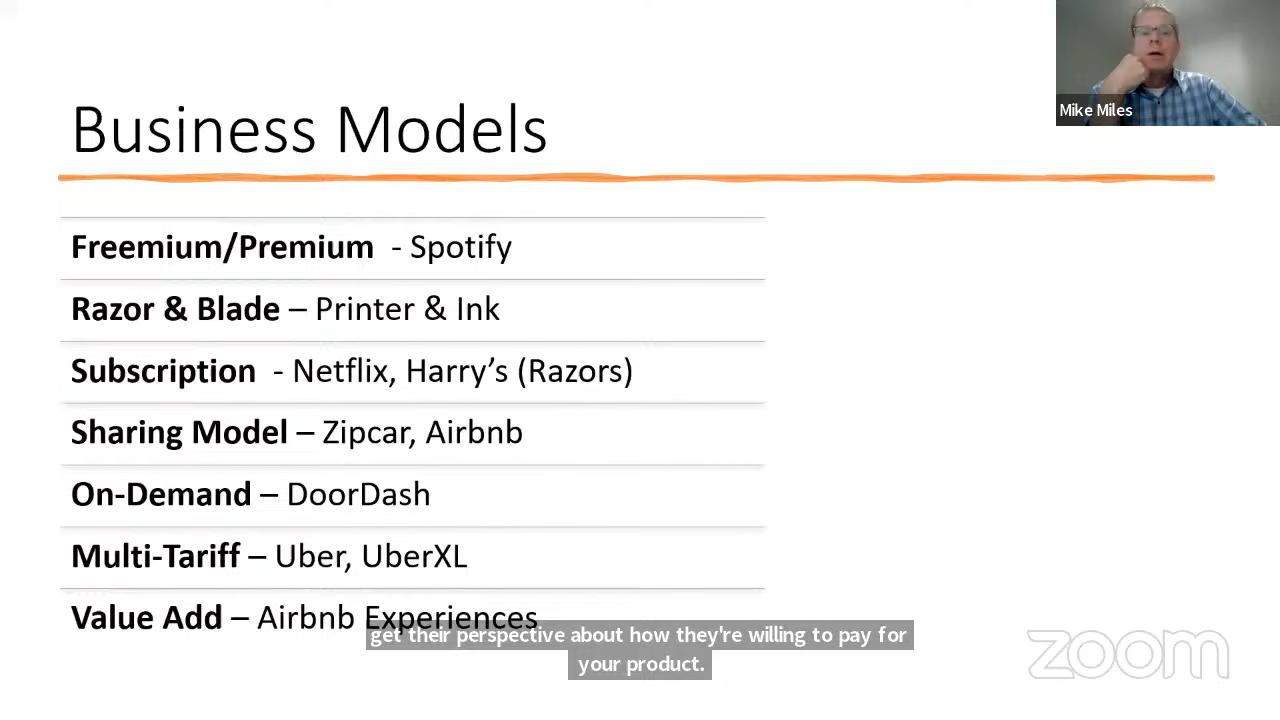 Mike Miles
Business Models
Freemium/Premium - Spotify
Razor & Blade – Printer & Ink
Subscription - Netflix, Harry’s (Razors)
Sharing Model – Zipcar, Airbnb
On-Demand – DoorDash
Multi-Tariff – Uber, UberXL
Value Add – Airbnb Experiences
get their perspective about how they're willing to pay for
your product.
zoom